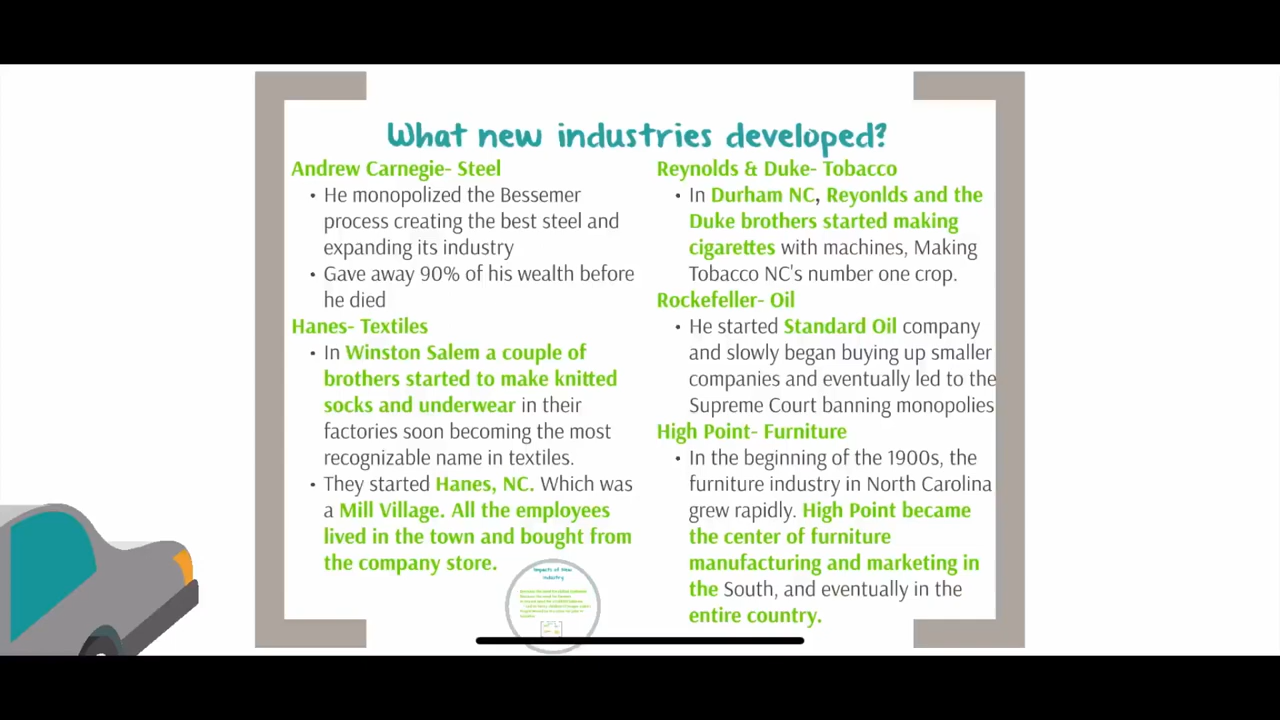 What new industries developed?
Andrew Carnegie- Steel
• He monopolized the Bessemer
process creating the best steel and
expanding its industry
• Gave away 90% of his wealth before
he died
Hanes- Textiles
• In Winston Salem a couple of
brothers started to make knitted
socks and underwear in their
factories soon becoming the most
recognizable name in textiles.
• They started Hanes, NC. Which was
a Mill Village. All the employees
lived in the town and bought from
the company store.
Reynolds & Duke- Tobacco
• In Durham NC, Reyonlds and the
Duke brothers started making
cigarettes with machines, Making
Tobacco NC's number one crop.
Rockefeller- Oil
• He started Standard Oil company
and slowly began buying up smaller
companies and eventually led to the
Supreme Court banning monopolies
High Point- Furniture
• In the beginning of the 1900s, the
furniture industry in North Carolina
grew rapidly. High Point became
the center of furniture
manufacturing and marketing in
the South, and eventually in the
entire country.
Impacts of New
Industry